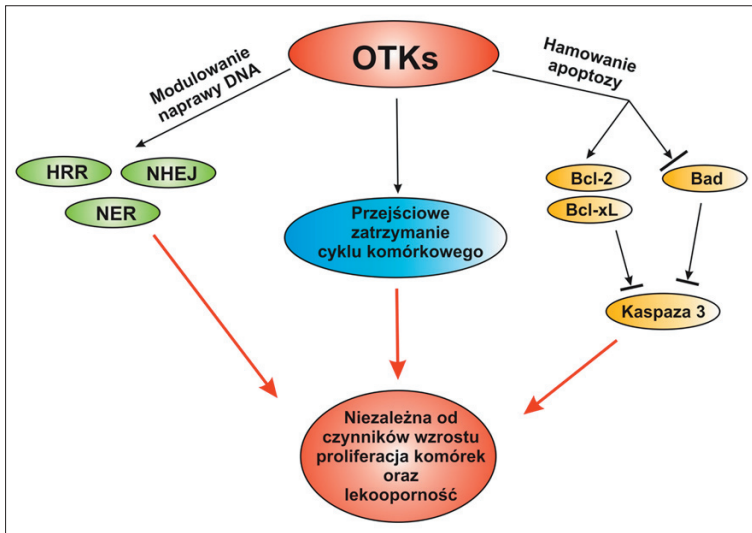 OTKs
Modulowanie
naprawy DNA
Hamowanie
apoptozy
HRR
NHEJ
NER
Przejściowe
zatrzymanie
cyklu komórkowego
Bcl-2
Bad
Bcl-xL
Kaspaza 3
Niezależna od
czynników wzrostu
proliferacja komórek
oraz
lekooporność